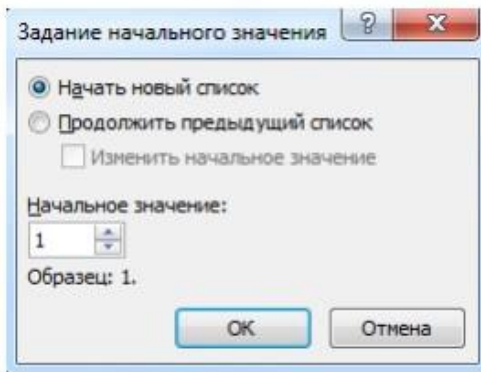 Задание начального значения
Начать новый список
Продолжить предыдущий список
Изменить начальное значение
Начальное значение:
1
Образец: 1.
ОК Отмена